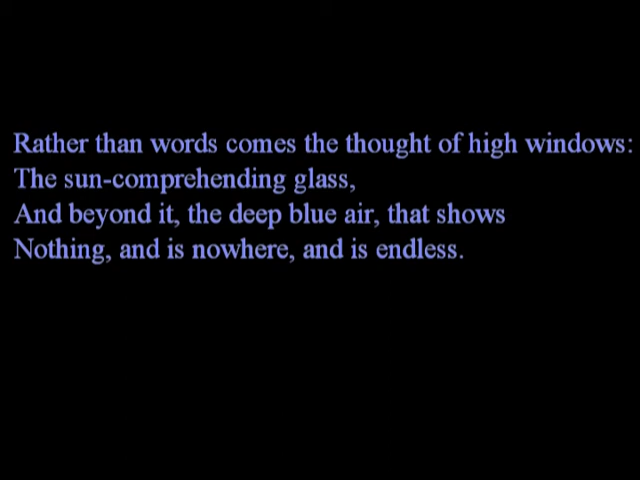 Rather than words comes the thought of high windows:
The sun-comprehending glass,
And beyond it, the deep blue air, that shows
Nothing, and is nowhere, and is endless.